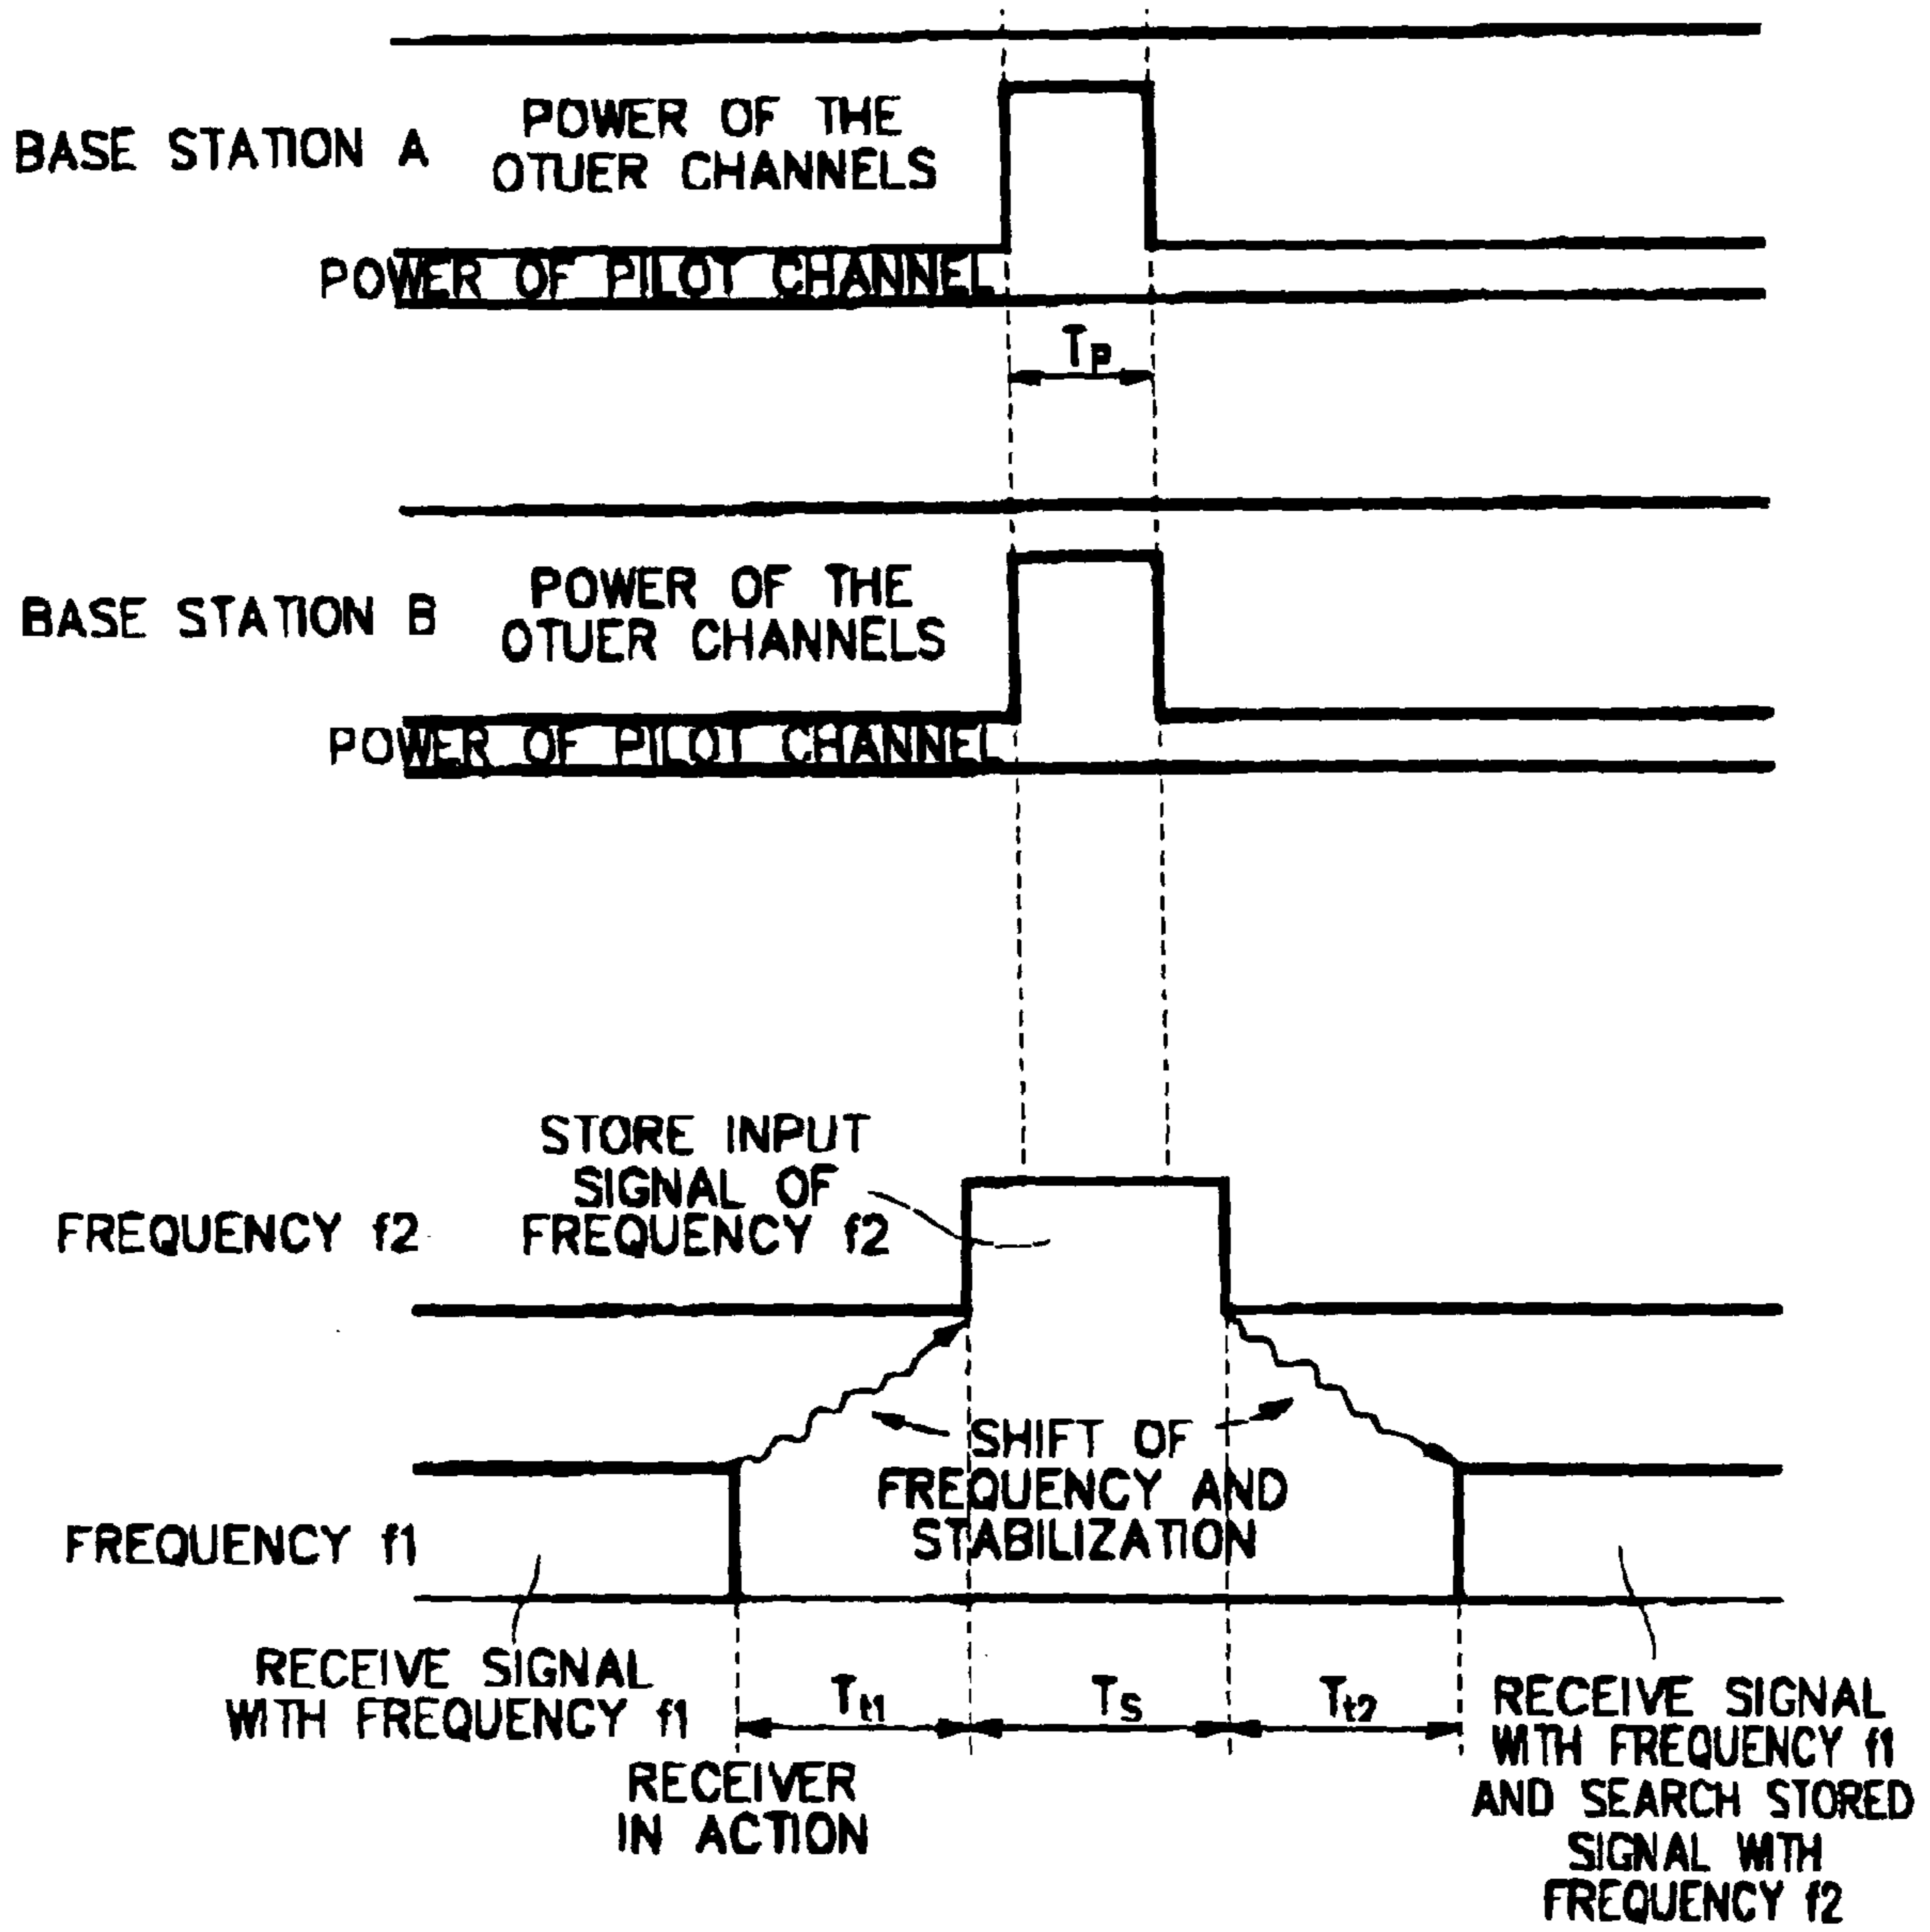 BASE STATION A
POWER OF THE
OTUER CHANNELS
POWER OF PILOT CHANNEL
Tp
BASE STATION B
POWER OF THE
OTUER CHANNELS
POWER OF PILOT CHANNEL
STORE INPUT
SIGNAL OF
FREQUENCY f2
FREQUENCY f2
SHIFT OF
FREQUENCY AND
STABILIZATION
FREQUENCY f1
RECEIVE SIGNAL
WITH FREQUENCY f1
Tt1
TS
Tt2
RECEIVER
IN ACTION
RECEIVE SIGNAL
WITH FREQUENCY f1
AND SEARCH STORED
SIGNAL WITH
FREQUENCY f2